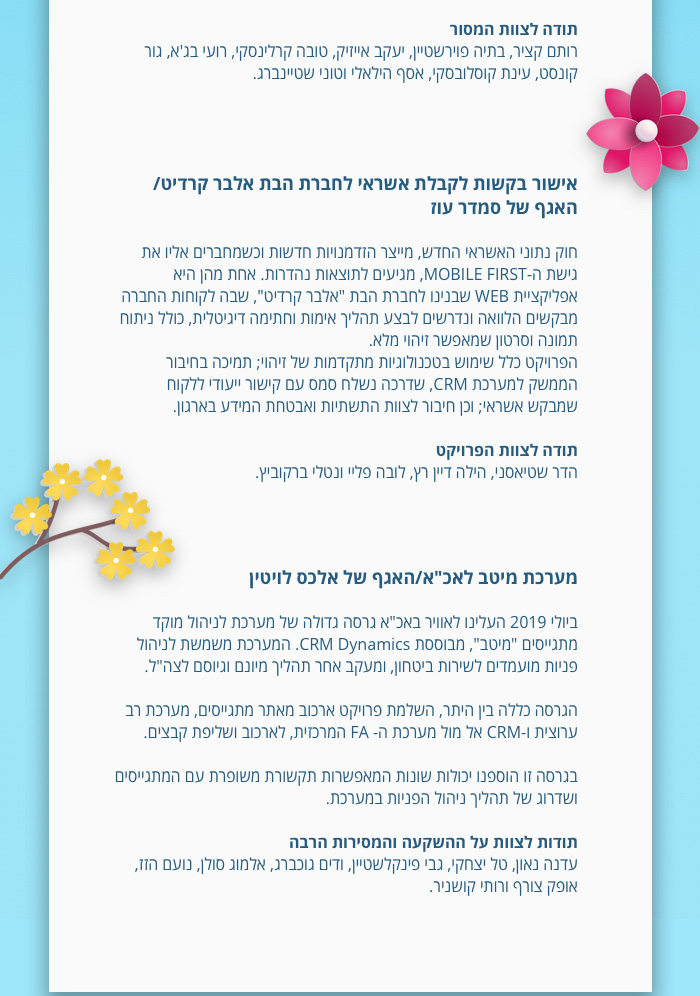 תודה לצוות המסור
רותם קציר, בתיה פוירשטיין, יעקב אייזיק, טובה קרלינסקי, רועי בג'א, גור
קונסט, עינת קוסלובסקי, אסף הילאלי וטוני שטיינברג.
אישור בקשות לקבלת אשראי לחברת הבת אלבר קרדיט/
האגף של סמדר עוז
חוק נתוני האשראי החדש, מייצר הזדמנויות חדשות וכשמחברים אליו את
גישת ה-MOBILE FIRST, מגיעים לתוצאות נהדרות. אחת מהן היא
אפליקציית WEB שבנינו לחברת הבת "אלבר קרדיט", שבה לקוחות החברה
מבקשים הלוואה ונדרשים לבצע תהליך אימות וחתימה דיגיטלית, כולל ניתוח
תמונה וסרטון שמאפשר זיהוי מלא.
הפרויקט כלל שימוש בטכנולוגיות מתקדמות של זיהוי; תמיכה בחיבור
הממשק למערכת CRM, שדרכה נשלח סמס עם קישור ייעודי ללקוח
שמבקש אשראי; וכן חיבור לצוות התשתיות ואבטחת המידע בארגון.
תודה לצוות הפרויקט
הדר שטיאסני, הילה דיין רץ, לובה פליי ונטלי ברקוביץ.
מערכת מיטב לאכ"א/האגף של אלכס לויטין
ביולי 2019 העלינו לאוויר באכ"א גרסה גדולה של מערכת לניהול מוקד
מתגייסים "מיטב", מבוססת CRM Dynamics. המערכת משמשת לניהול
פניות מועמדים לשירות ביטחון, ומעקב אחר תהליך מיונם וגיוסם לצה"ל.
הגרסה כללה בין היתר, השלמת פרויקט ארכוב מאתר מתגייסים, מערכת רב
ערוצית ו-CRM אל מול מערכת ה- FA המרכזית, לארכוב ושליפת קבצים.
בגרסה זו הוספנו יכולות שונות המאפשרות תקשורת משופרת עם המתגייסים
ושדרוג של תהליך ניהול הפניות במערכת.
תודות לצוות על ההשקעה והמסירות הרבה
עדנה נאון, טל יצחקי, גבי פינקלשטיין, ודים גוכברג, אלמוג סולן, נועם הזז,
אופק צורף ורותי קושניר.